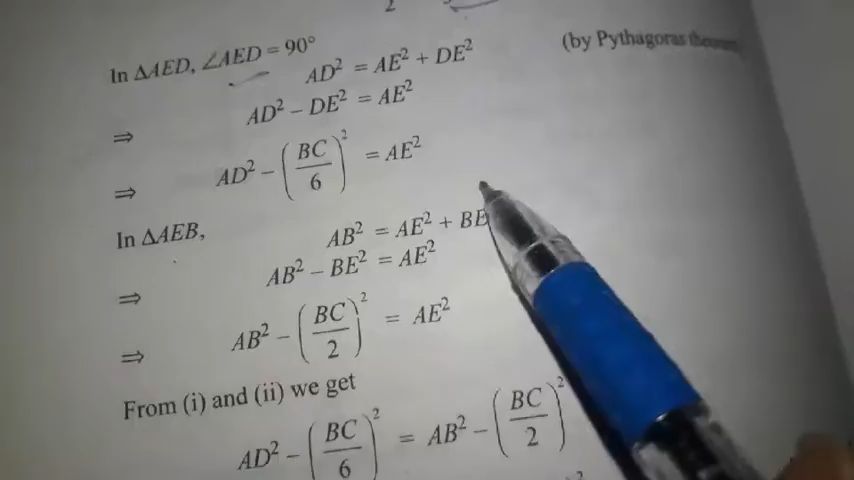 2
In ΔAED, ∠AED = 90°
AD² = AE² + DE² (by Pythagoras theorem)
⇒ AD² − DE² = AE²
⇒ AD² − (BC/6)² = AE²
In ΔAEB,
AB² = AE² + BE
⇒ AB² − BE² = AE²
⇒ AB² − (BC/2)² = AE²
From (i) and (ii) we get
AD² − (BC/6)² = AB² − (BC/2)²
2